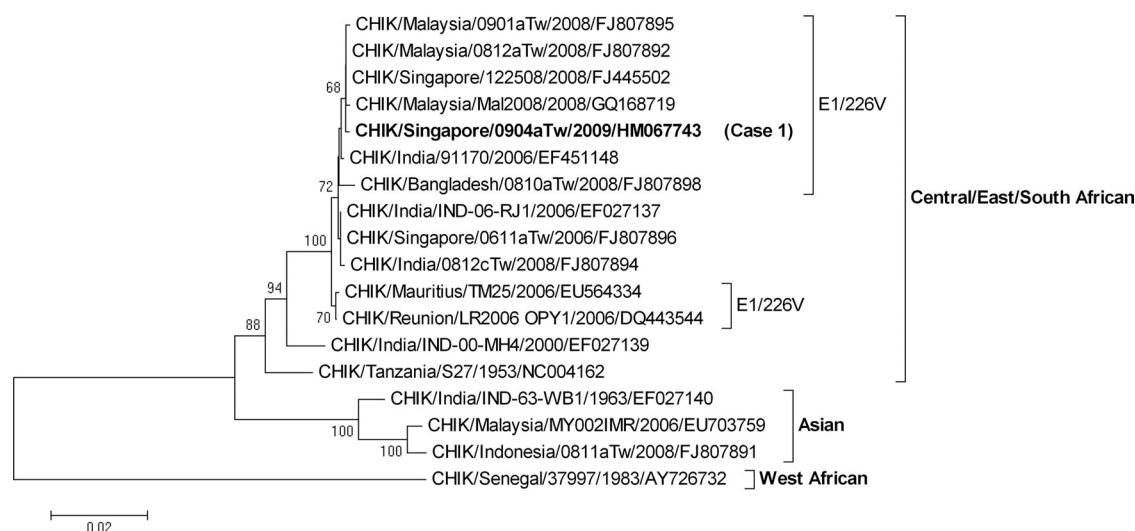 CHIK/Malaysia/0901aTw/2008/FJ807895
CHIK/Malaysia/0812aTw/2008/FJ807892
CHIK/Singapore/122508/2008/FJ445502
68
CHIK/Malaysia/Mal2008/2008/GQ168719
E1/226V
CHIK/Singapore/0904aTw/2009/HM067743 (Case 1)
CHIK/India/91170/2006/EF451148
72
CHIK/Bangladesh/0810aTw/2008/FJ807898
Central/East/South African
CHIK/India/IND-06-RJ1/2006/EF027137
100
CHIK/Singapore/0611aTw/2006/FJ807896
CHIK/India/0812cTw/2008/FJ807894
94
CHIK/Mauritius/TM25/2006/EU564334
E1/226V
88
70
CHIK/Reunion/LR2006 OPY1/2006/DQ443544
CHIK/India/IND-00-MH4/2000/EF027139
CHIK/Tanzania/S27/1953/NC004162
CHIK/India/IND-63-WB1/1963/EF027140
100
CHIK/Malaysia/MY002IMR/2006/EU703759
Asian
100
CHIK/Indonesia/0811aTw/2008/FJ807891
CHIK/Senegal/37997/1983/AY726732
West African
0.02